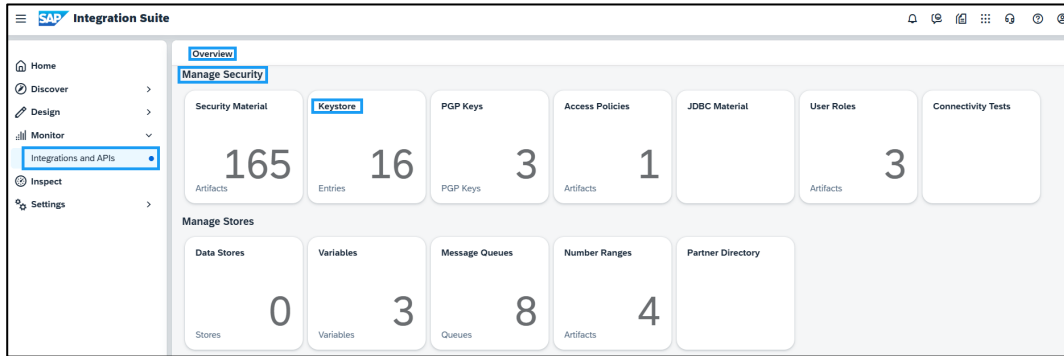 SAP Integration Suite
Home
Discover
Design
Monitor
Integrations and APIs
Inspect
Settings
Overview
Manage Security
Security Material
165
Artifacts
Keystore
16
Entries
PGP Keys
3
PGP Keys
Access Policies
1
Artifacts
JDBC Material
User Roles
3
Artifacts
Connectivity Tests
Manage Stores
Data Stores
0
Stores
Variables
3
Variables
Message Queues
8
Queues
Number Ranges
4
Artifacts
Partner Directory